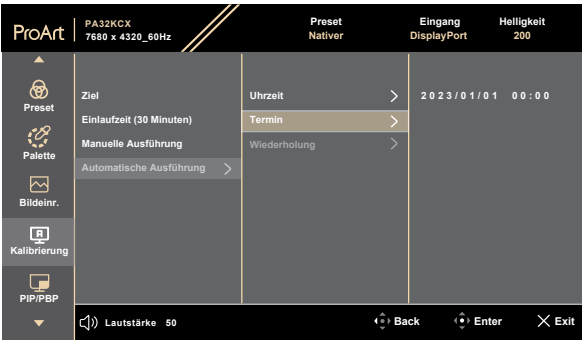 ProArt
PA32KCX
7680 x 4320_60Hz
Preset
Nativer
Eingang
DisplayPort
Helligkeit
200
Preset
Palette
Bildeinr.
Kalibrierung
PIP/PBP
Ziel
Einlaufzeit (30 Minuten)
Manuelle Ausführung
Automatische Ausführung
Uhrzeit
Termin
Wiederholung
2023/01/01 00:00
Lautstärke 50
Back
Enter
Exit